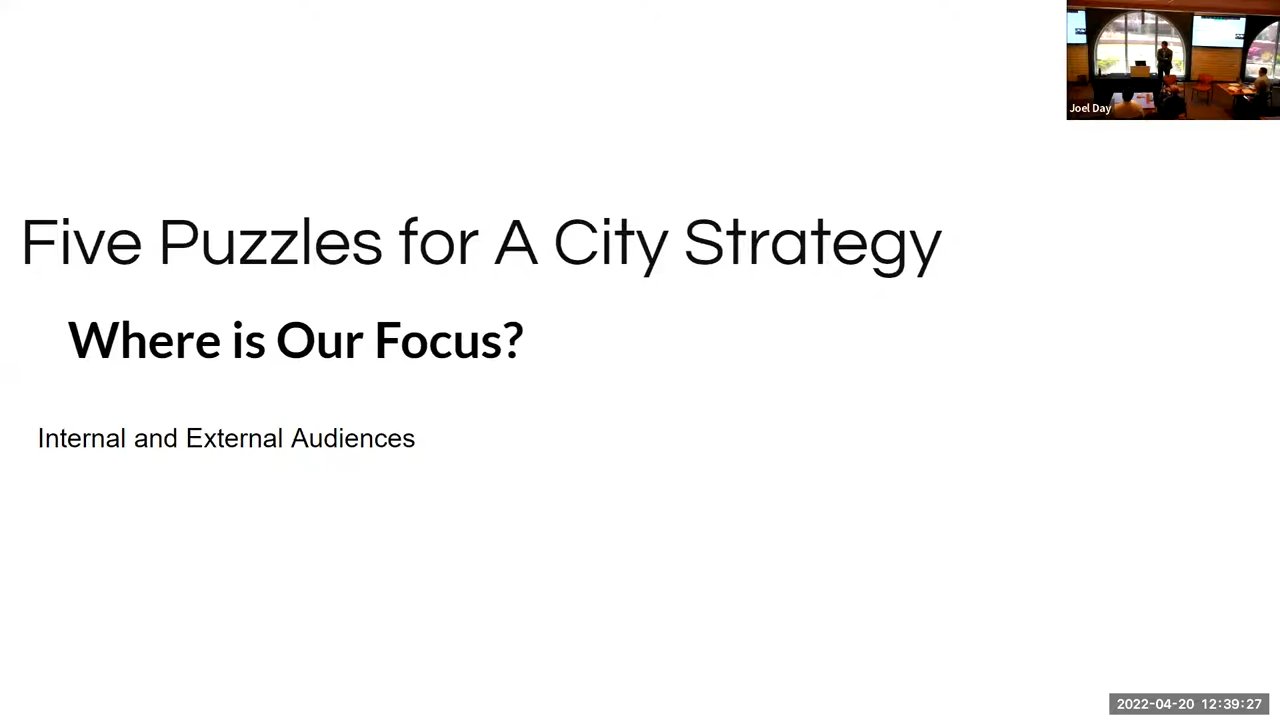 Joel Day
Five Puzzles for A City Strategy
Where is Our Focus?
Internal and External Audiences
2022-04-20 12:39:27